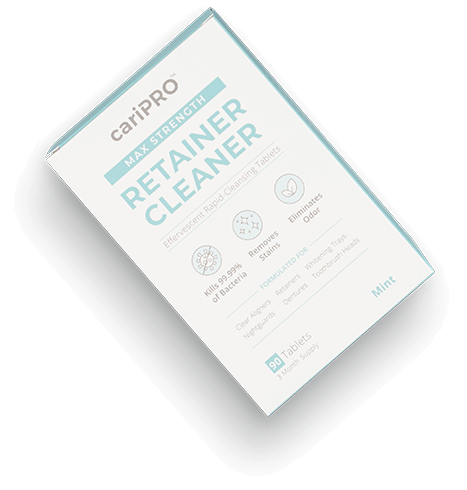 cariPRO™
MAX STRENGTH
RETAINER
CLEANER
Effervescent Rapid Cleansing Tablets
Kills 99.99%
of Bacteria
Removes
Stains
Eliminates
Odor
FORMULATED FOR
Clear Aligners Retainers Whitening Trays
Nightguards Dentures Toothbrush Heads
90 Tablets
3 Month Supply
Mint